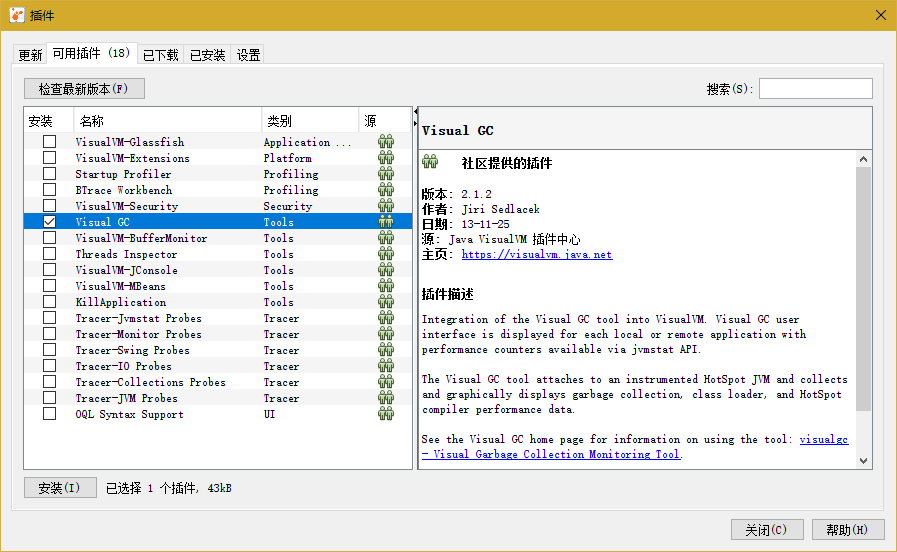 插件
更新 可用插件 (18) 已下载 已安装 设置
检查最新版本(F) 搜索(S):
安装 名称 类别 源
VisualVM-Glassfish Application ...
VisualVM-Extensions Platform
Startup Profiler Profiling
BTrace Workbench Profiling
VisualVM-Security Security
Visual GC Tools
VisualVM-BufferMonitor Tools
Threads Inspector Tools
VisualVM-JConsole Tools
VisualVM-MBeans Tools
KillApplication Tools
Tracer-Jvmstat Probes Tracer
Tracer-Monitor Probes Tracer
Tracer-Swing Probes Tracer
Tracer-IO Probes Tracer
Tracer-Collections Probes Tracer
Tracer-JVM Probes Tracer
OQL Syntax Support UI
Visual GC
社区提供的插件
版本: 2.1.2
作者: Jiri Sedlacek
日期: 13-11-25
源: Java VisualVM 插件中心
主页: https://visualvm.java.net
插件描述
Integration of the Visual GC tool into VisualVM. Visual GC user
interface is displayed for each local or remote application with
performance counters available via jvmstat API.
The Visual GC tool attaches to an instrumented HotSpot JVM and collects
and graphically displays garbage collection, class loader, and HotSpot
compiler performance data.
See the Visual GC home page for information on using the tool: visualgc
- Visual Garbage Collection Monitoring Tool.
安装(I) 已选择 1 个插件, 43kB
关闭(C) 帮助(H)